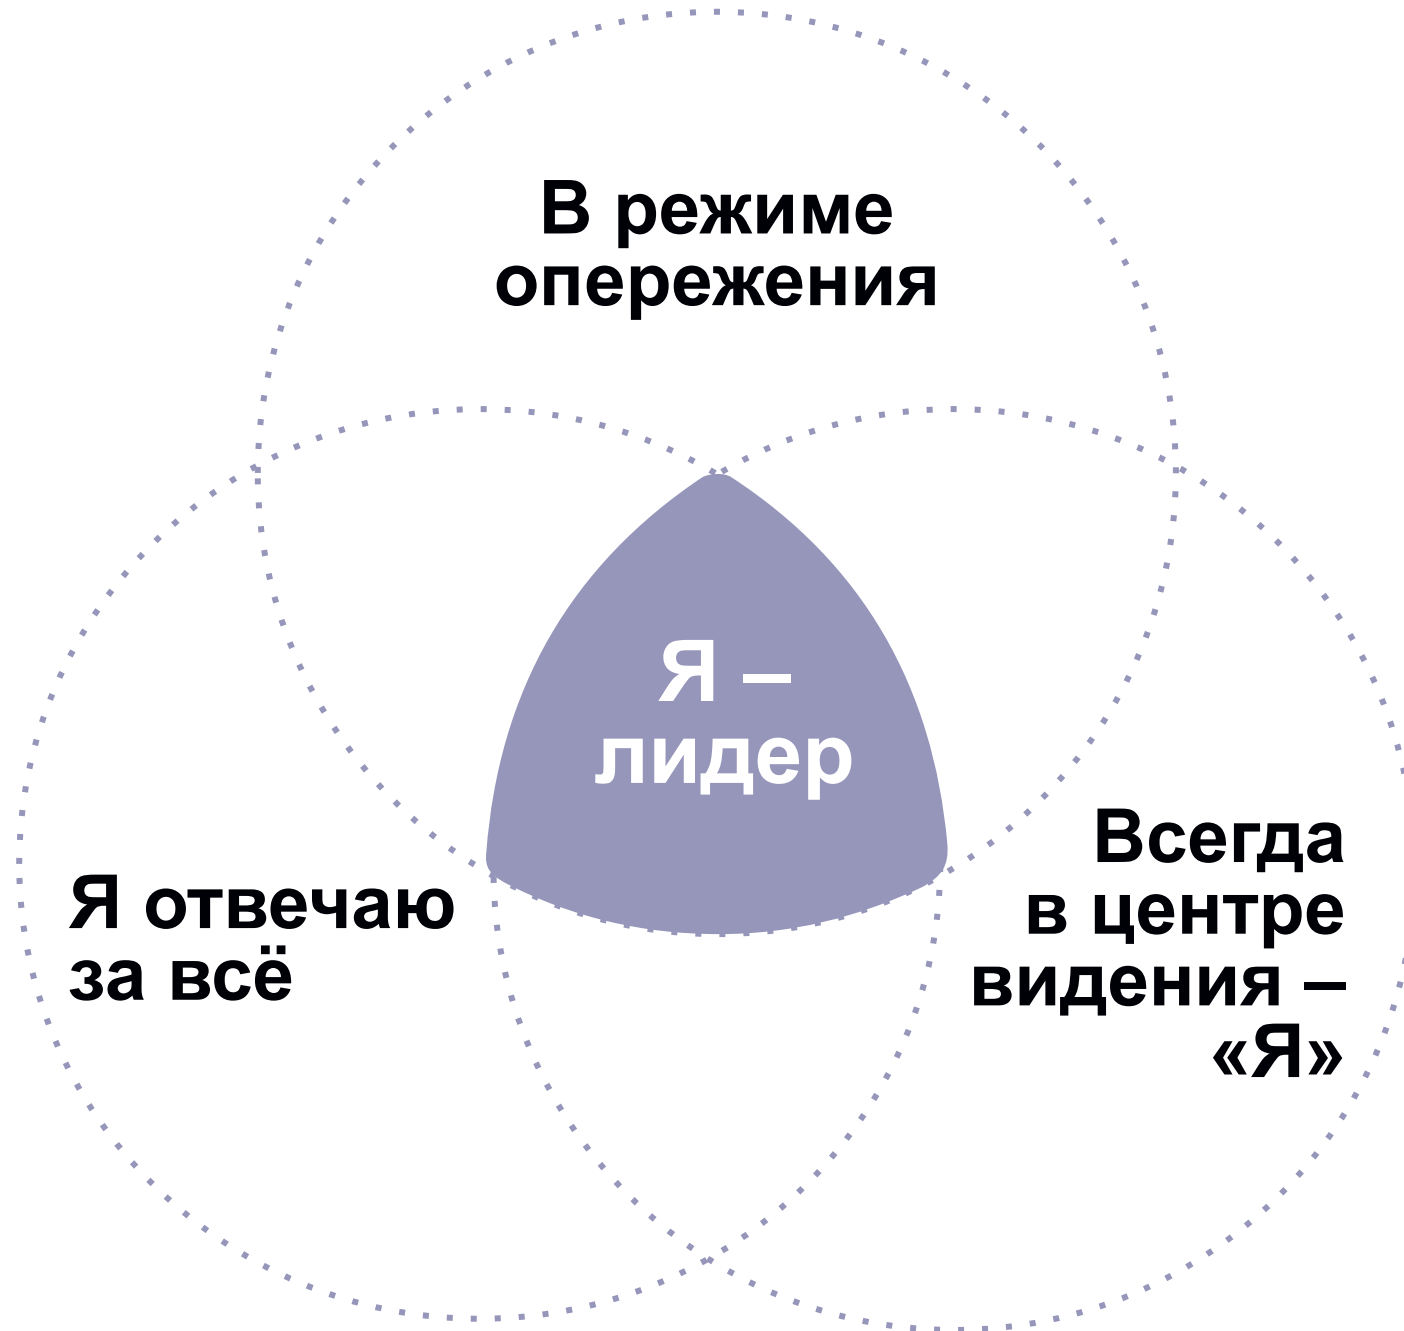 В режиме
опережения
Я –
лидер
Я отвечаю
за всё
Всегда
в центре
видения –
«Я»